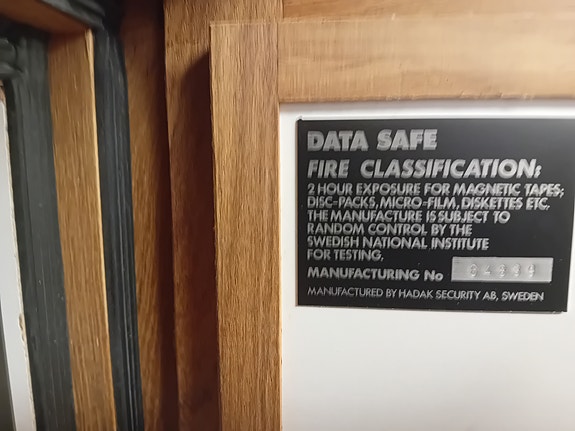 DATA SAFE
FIRE CLASSIFICATION:
2 HOUR EXPOSURE FOR MAGNETIC TAPES;
DISC-PACKS, MICRO-FILM, DISKETTES ETC.
THE MANUFACTURE IS SUBJECT TO
RANDOM CONTROL BY THE
SWEDISH NATIONAL INSTITUTE
FOR TESTING.
MANUFACTURING No
MANUFACTURED BY HADAK SECURITY AB, SWEDEN